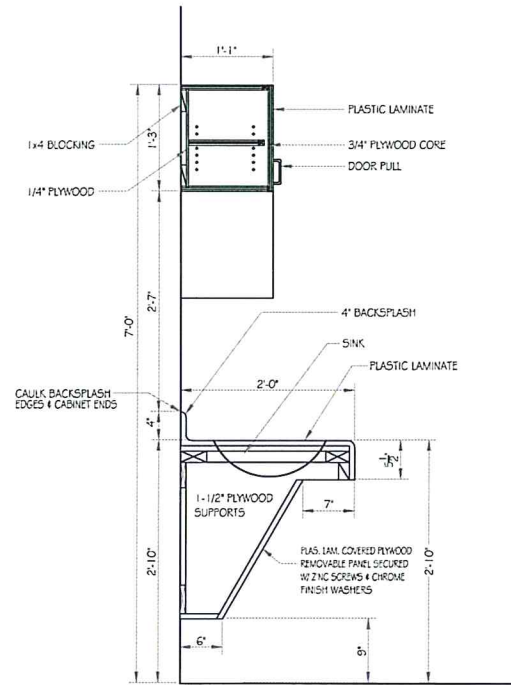 1'-1"
PLASTIC LAMINATE
1x4 BLOCKING
1'-3"
3/4" PLYWOOD CORE
DOOR PULL
1/4" PLYWOOD
2'-7"
7'-0"
4" BACKSPLASH
SINK
2'-0"
PLASTIC LAMINATE
CAULK BACKSPLASH
EDGES & CABINET ENDS
4"
5 1/2"
1-1/2" PLYWOOD
SUPPORTS
7"
2'-10"
2'-10"
PLAS. LAM. COVERED PLYWOOD
REMOVABLE PANEL SECURED
W/ ZINC SCREWS & CHROME
FINISH WASHERS
6"
9"